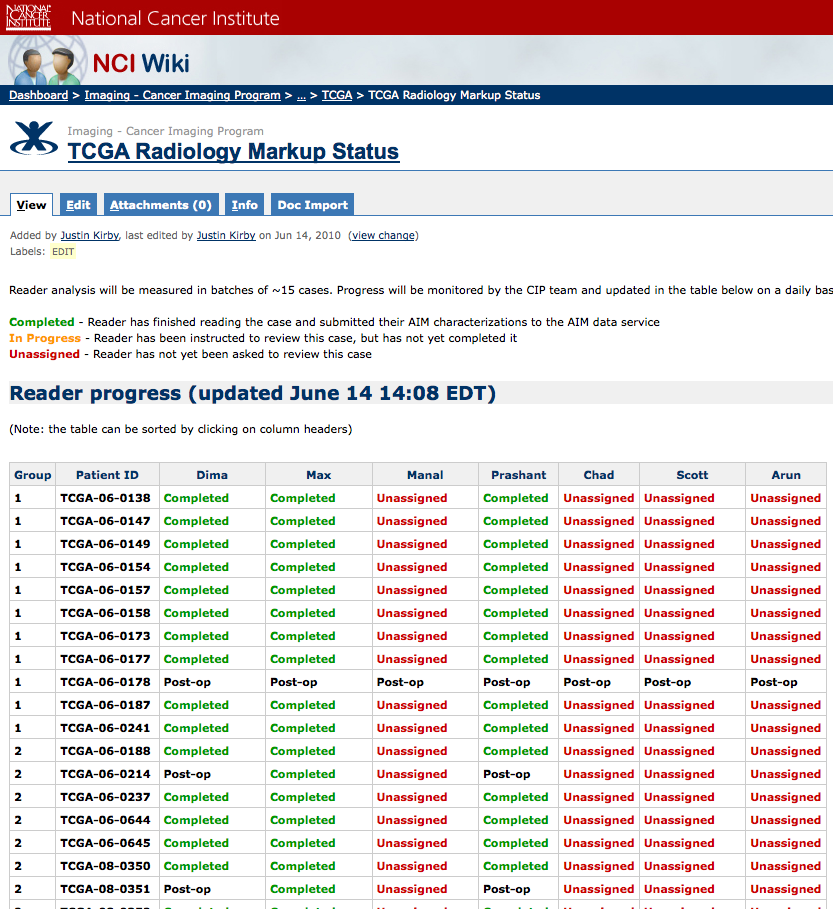 NATIONAL
CANCER
INSTITUTE
National Cancer Institute
NCI Wiki
Dashboard > Imaging - Cancer Imaging Program > ... > TCGA > TCGA Radiology Markup Status
Imaging - Cancer Imaging Program
TCGA Radiology Markup Status
View Edit Attachments (0) Info Doc Import
Added by Justin Kirby, last edited by Justin Kirby on Jun 14, 2010 (view change)
Labels: EDIT
Reader analysis will be measured in batches of ~15 cases. Progress will be monitored by the CIP team and updated in the table below on a daily bas
Completed - Reader has finished reading the case and submitted their AIM characterizations to the AIM data service
In Progress - Reader has been instructed to review this case, but has not yet completed it
Unassigned - Reader has not yet been asked to review this case
Reader progress (updated June 14 14:08 EDT)
(Note: the table can be sorted by clicking on column headers)
Group Patient ID Dima Max Manal Prashant Chad Scott Arun
1 TCGA-06-0138 Completed Completed Unassigned Completed Unassigned Unassigned Unassigned
1 TCGA-06-0147 Completed Completed Unassigned Completed Unassigned Unassigned Unassigned
1 TCGA-06-0149 Completed Completed Unassigned Completed Unassigned Unassigned Unassigned
1 TCGA-06-0154 Completed Completed Unassigned Completed Unassigned Unassigned Unassigned
1 TCGA-06-0157 Completed Completed Unassigned Completed Unassigned Unassigned Unassigned
1 TCGA-06-0158 Completed Completed Unassigned Completed Unassigned Unassigned Unassigned
1 TCGA-06-0173 Completed Completed Unassigned Completed Unassigned Unassigned Unassigned
1 TCGA-06-0177 Completed Completed Unassigned Completed Unassigned Unassigned Unassigned
1 TCGA-06-0178 Post-op Post-op Post-op Post-op Post-op Post-op Post-op
1 TCGA-06-0187 Completed Completed Unassigned Completed Unassigned Unassigned Unassigned
1 TCGA-06-0241 Completed Completed Unassigned Completed Unassigned Unassigned Unassigned
2 TCGA-06-0188 Completed Completed Unassigned Completed Unassigned Unassigned Unassigned
2 TCGA-06-0214 Post-op Completed Unassigned Post-op Unassigned Unassigned Unassigned
2 TCGA-06-0237 Completed Completed Unassigned Completed Unassigned Unassigned Unassigned
2 TCGA-06-0644 Completed Completed Unassigned Completed Unassigned Unassigned Unassigned
2 TCGA-06-0645 Completed Completed Unassigned Completed Unassigned Unassigned Unassigned
2 TCGA-08-0350 Completed Completed Unassigned Completed Unassigned Unassigned Unassigned
2 TCGA-08-0351 Post-op Completed Unassigned Post-op Unassigned Unassigned Unassigned